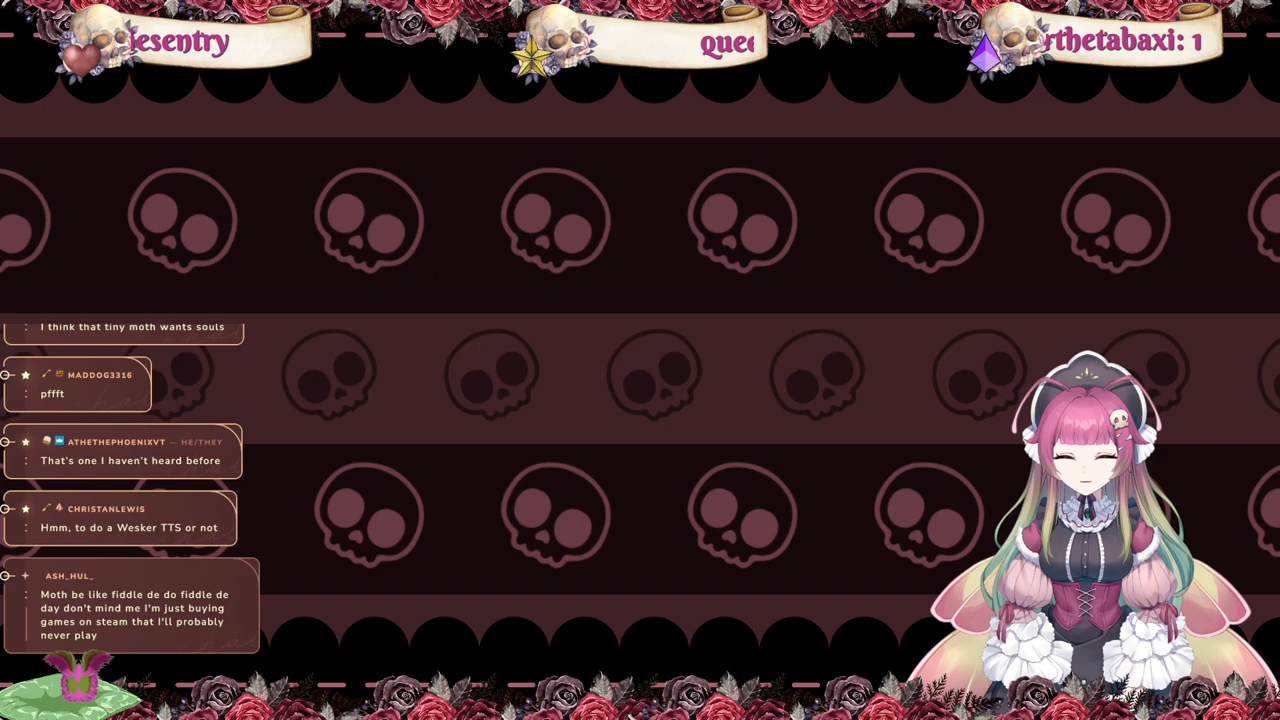 iesentry
quee
rthetabaxi: 1
I think that tiny moth wants souls
MADDOG3316
pffft
ATHETHEPHOENIXVT — HE/THEY
That's one I haven't heard before
CHRISTANLEWIS
Hmm, to do a Wesker TTS or not
ASH_HUL_
Moth be like fiddle de do fiddle de
day don't mind me I'm just buying
games on steam that I'll probably
never play